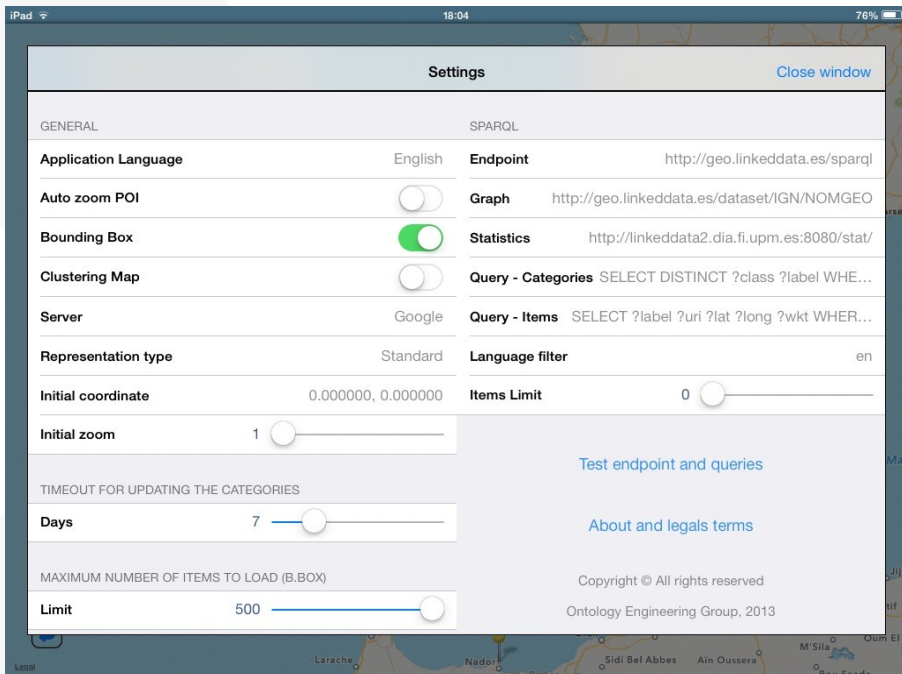 iPad 18:04 76%
Settings Close window
GENERAL
Application Language English
Auto zoom POI
Bounding Box
Clustering Map
Server Google
Representation type Standard
Initial coordinate 0.000000, 0.000000
Initial zoom 1
TIMEOUT FOR UPDATING THE CATEGORIES
Days 7
MAXIMUM NUMBER OF ITEMS TO LOAD (B.BOX)
Limit 500
SPARQL
Endpoint http://geo.linkeddata.es/sparql
Graph http://geo.linkeddata.es/dataset/IGN/NOMGEO
Statistics http://linkeddata2.dia.fi.upm.es:8080/stat/
Query - Categories SELECT DISTINCT ?class ?label WHE...
Query - Items SELECT ?label ?uri ?lat ?long ?wkt WHER...
Language filter en
Items Limit 0
Test endpoint and queries
About and legals terms
Copyright © All rights reserved
Ontology Engineering Group, 2013
Legal
Larache
Nador
Sidi Bel Abbes
Aïn Oussera
M'Sila
Oum El